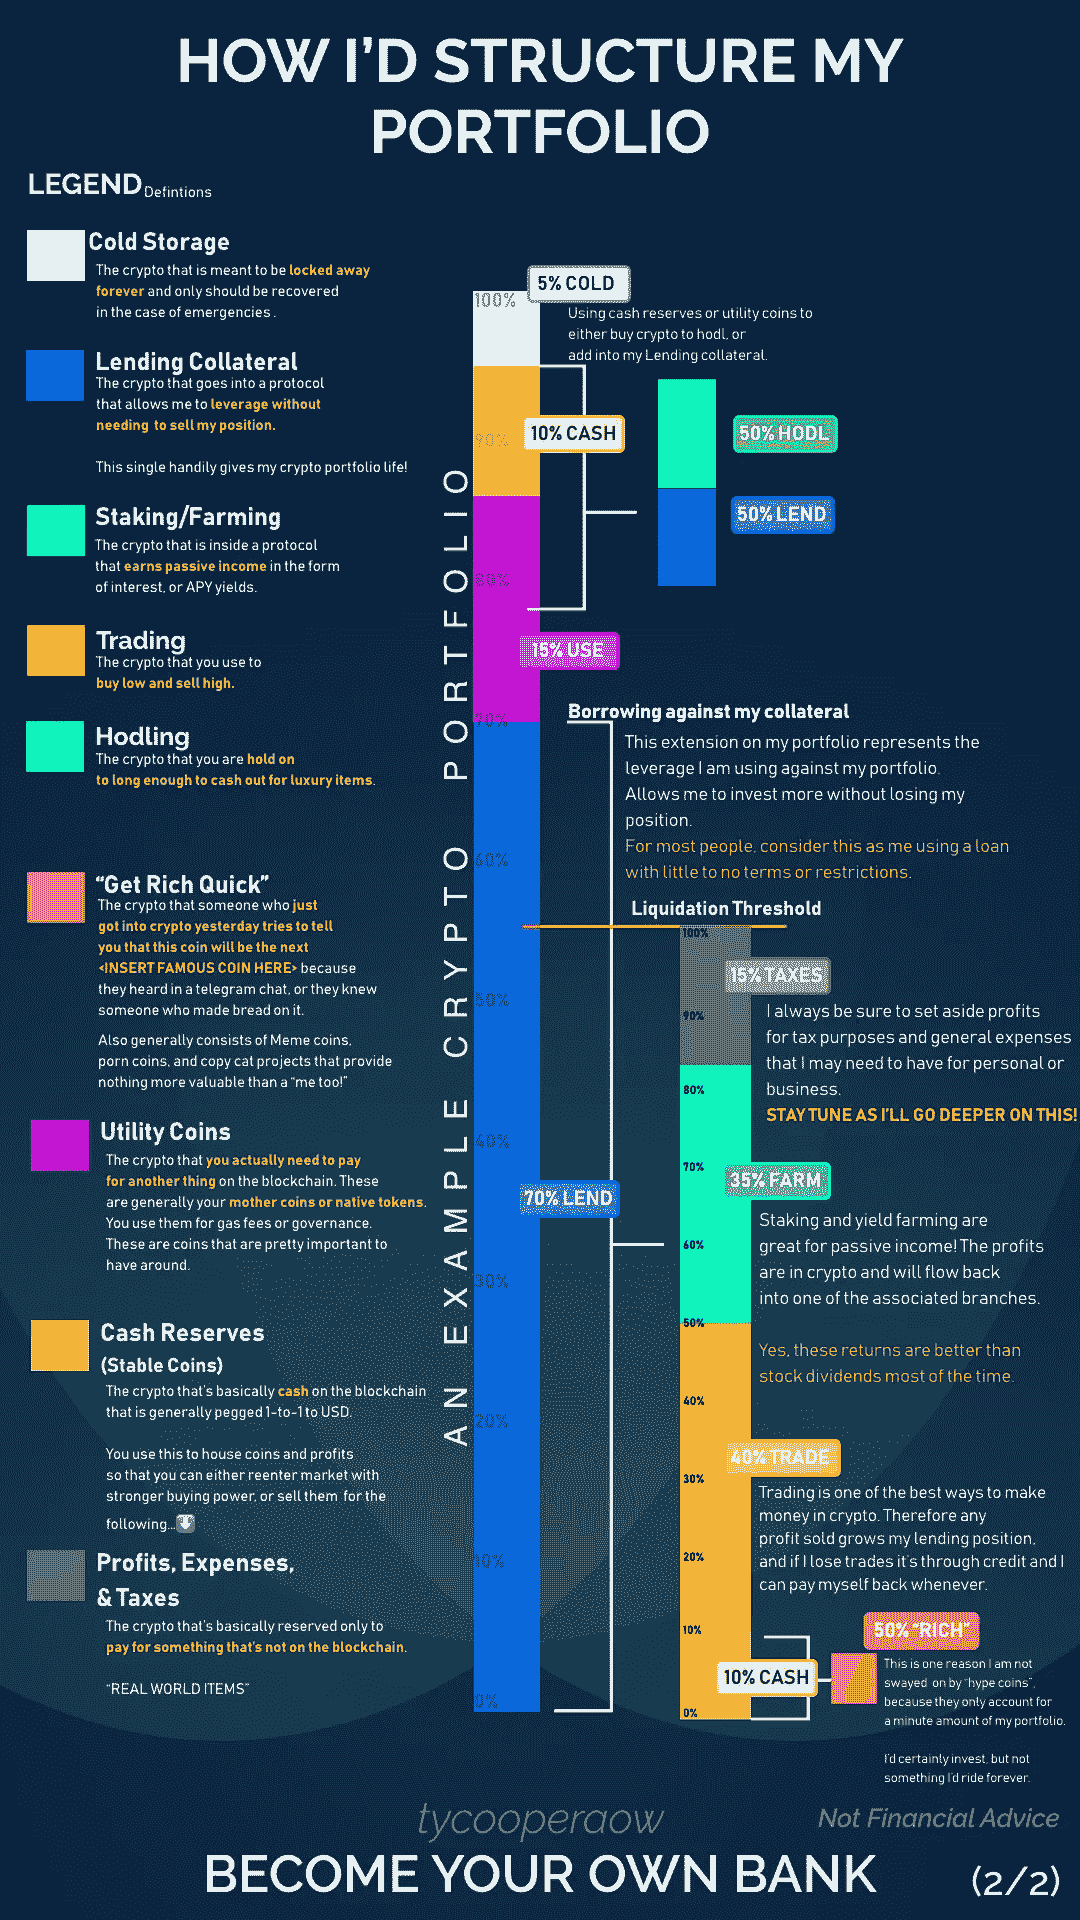 HOW I'D STRUCTURE MY
PORTFOLIO
LEGEND Defintions
Cold Storage
The crypto that is meant to be locked away
forever and only should be recovered
in the case of emergencies .
Lending Collateral
The crypto that goes into a protocol
that allows me to leverage without
needing to sell my position.
This single handily gives my crypto portfolio life!
Staking/Farming
The crypto that is inside a protocol
that earns passive income in the form
of interest, or APY yields.
Trading
The crypto that you use to
buy low and sell high.
Hodling
The crypto that you are hold on
to long enough to cash out for luxury items.
"Get Rich Quick"
The crypto that someone who just
got into crypto yesterday tries to tell
you that this coin will be the next
<INSERT FAMOUS COIN HERE> because
they heard in a telegram chat, or they knew
someone who made bread on it.
Also generally consists of Meme coins,
porn coins, and copy cat projects that provide
nothing more valuable than a "me too!"
Utility Coins
The crypto that you actually need to pay
for another thing on the blockchain. These
are generally your mother coins or native tokens.
You use them for gas fees or governance.
These are coins that are pretty important to
have around.
Cash Reserves
(Stable Coins)
The crypto that's basically cash on the blockchain
that is generally pegged 1-to-1 to USD.
You use this to house coins and profits
so that you can either reenter market with
stronger buying power, or sell them for the
following...
Profits, Expenses,
& Taxes
The crypto that's basically reserved only to
pay for something that's not on the blockchain.
"REAL WORLD ITEMS"
AN EXAMPLE CRYPTO PORTFOLIO
100%
90%
80%
70%
60%
50%
40%
30%
20%
10%
0%
5% COLD
10% CASH
15% USE
70% LEND
Using cash reserves or utility coins to
either buy crypto to hodl, or
add into my Lending collateral.
50% HODL
50% LEND
Borrowing against my collateral
This extension on my portfolio represents the
leverage I am using against my portfolio.
Allows me to invest more without losing my
position.
For most people, consider this as me using a loan
with little to no terms or restrictions.
Liquidation Threshold
100%
90%
80%
70%
60%
50%
40%
30%
20%
10%
0%
15% TAXES
I always be sure to set aside profits
for tax purposes and general expenses
that I may need to have for personal or
business.
STAY TUNE AS I'LL GO DEEPER ON THIS!
35% FARM
Staking and yield farming are
great for passive income! The profits
are in crypto and will flow back
into one of the associated branches.
Yes, these returns are better than
stock dividends most of the time.
40% TRADE
Trading is one of the best ways to make
money in crypto. Therefore any
profit sold grows my lending position,
and if I lose trades it's through credit and I
can pay myself back whenever.
10% CASH
50% "RICH"
This is one reason I am not
swayed on by "hype coins",
because they only account for
a minute amount of my portfolio.
I'd certainly invest, but not
something I'd ride forever.
tycooperaow
Not Financial Advice
BECOME YOUR OWN BANK
(2/2)